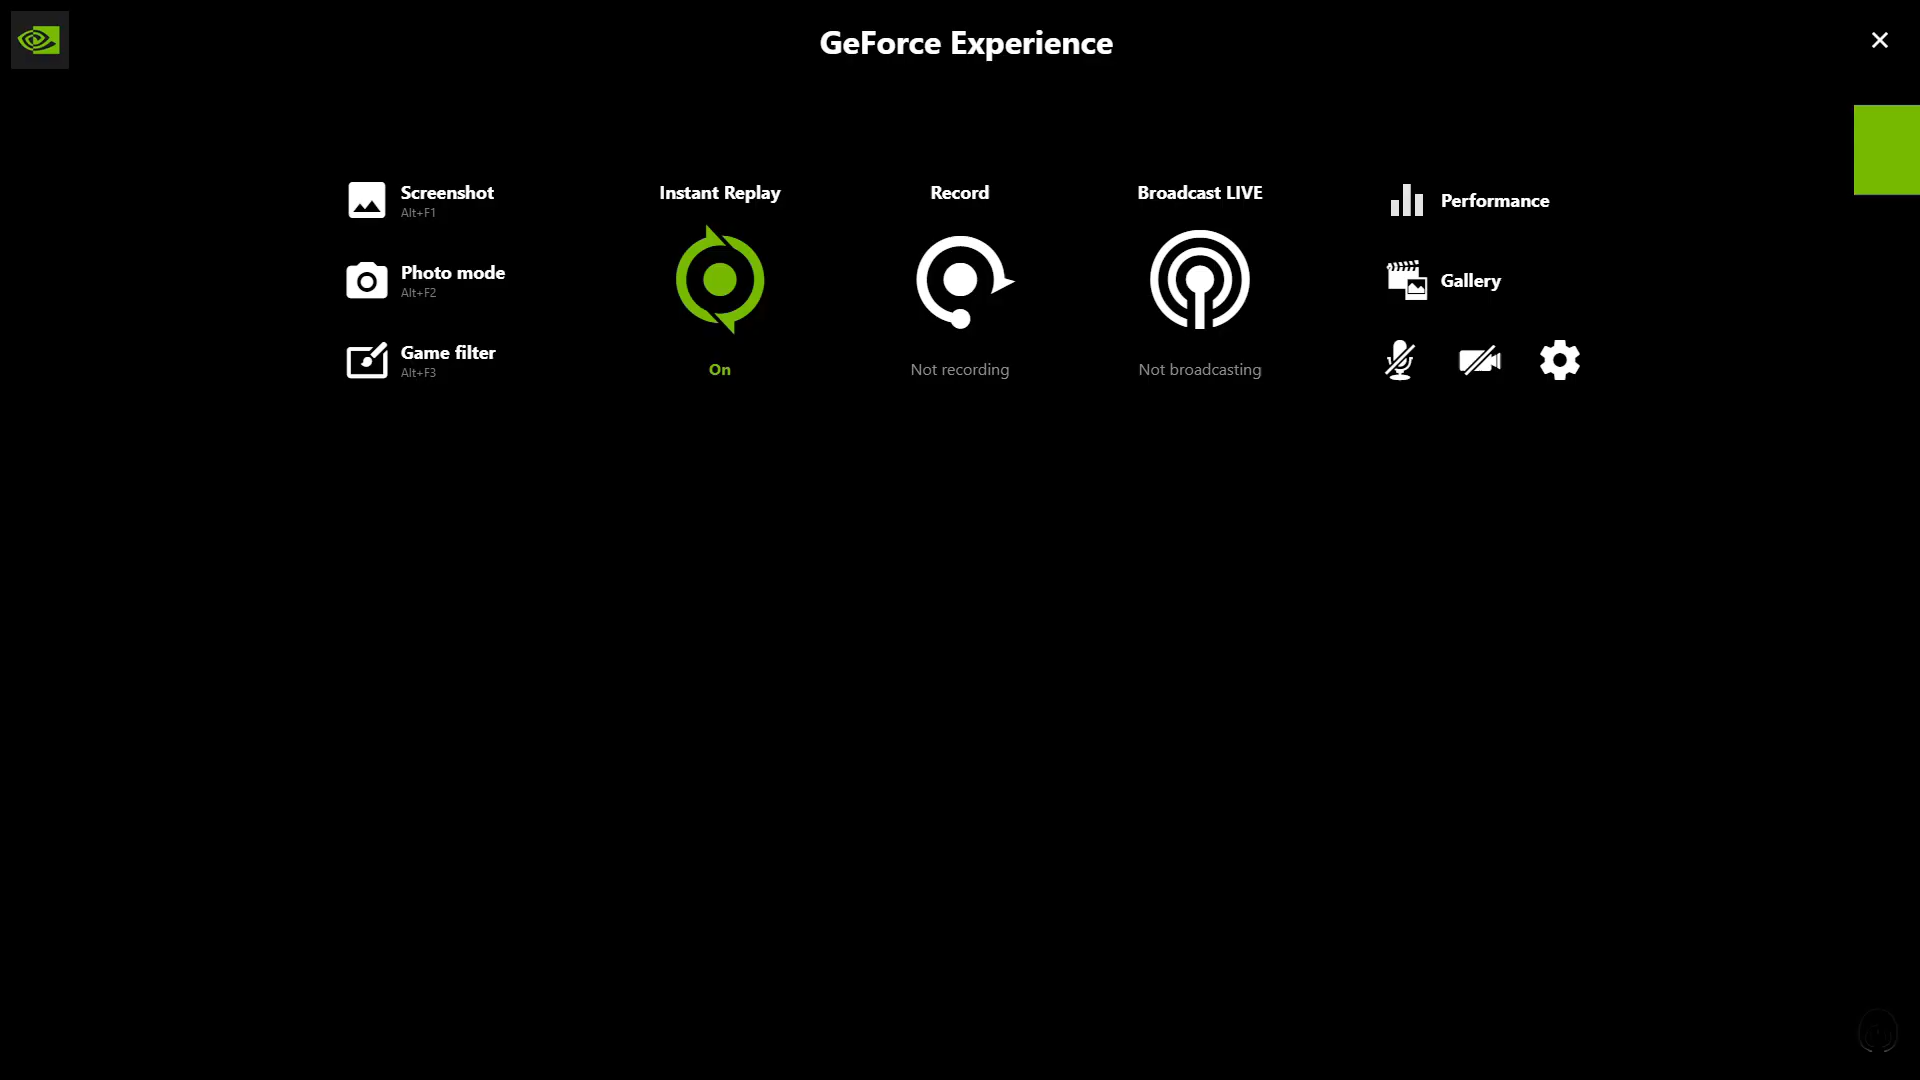 GeForce Experience
Screenshot
Alt+F1
Photo mode
Alt+F2
Game filter
Alt+F3
Instant Replay
On
Record
Not recording
Broadcast LIVE
Not broadcasting
Performance
Gallery